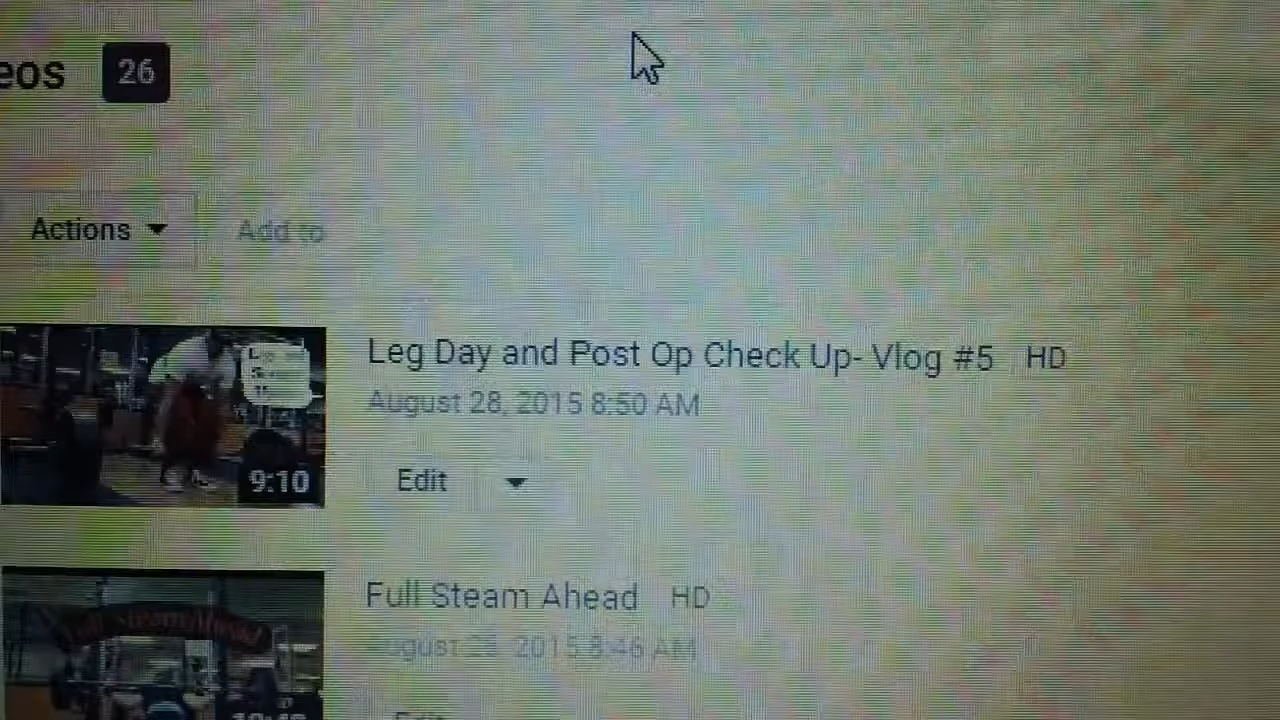 eos 26
Actions Add to
Leg Day and Post Op Check Up- Vlog #5 HD
August 28, 2015 8:50 AM
9:10
Edit
Full Steam Ahead HD
2015 8:46 AM
Edit